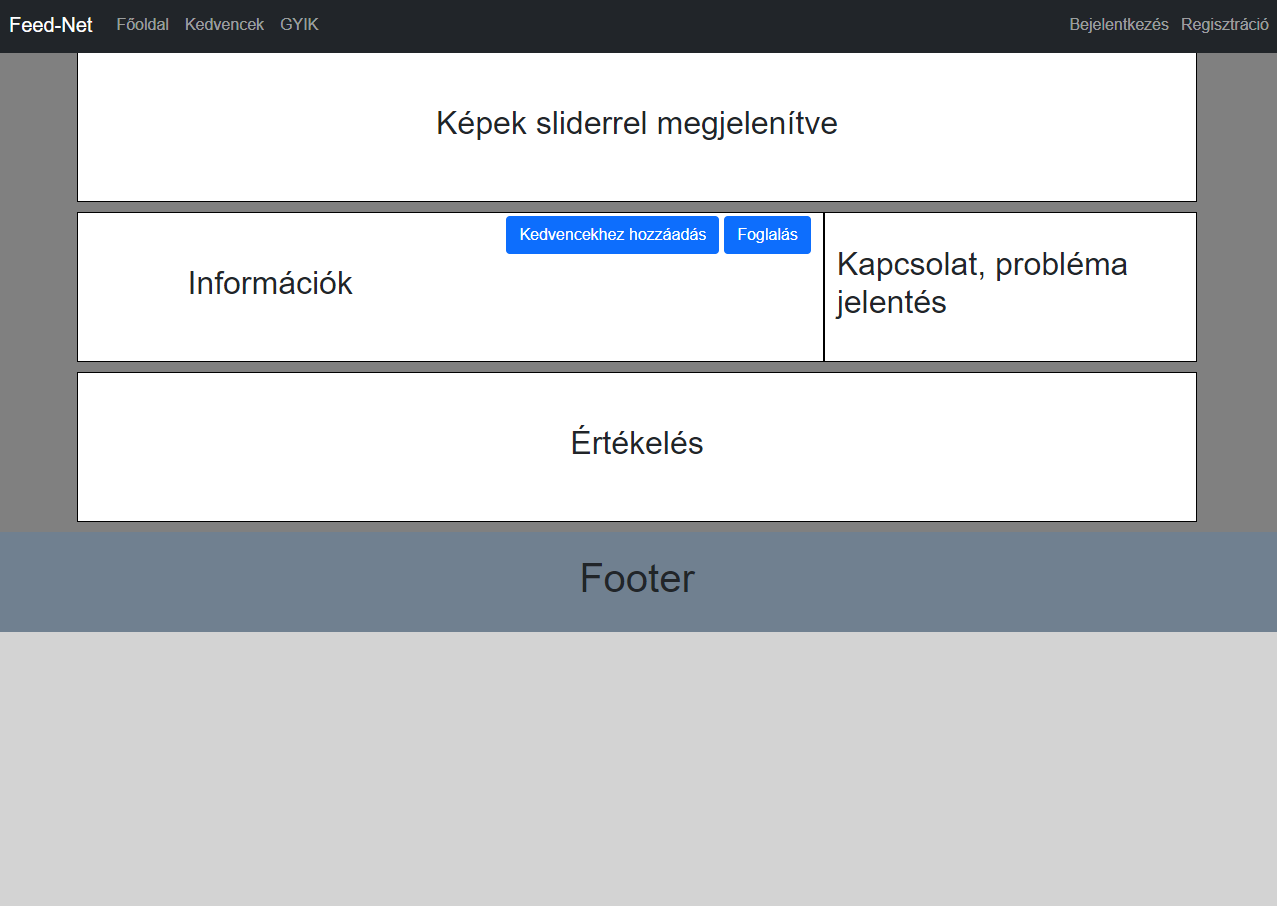 Feed-Net Főoldal Kedvencek GYIK Bejelentkezés Regisztráció
Képek sliderrel megjelenítve
Kedvencekhez hozzáadás Foglalás
Információk
Kapcsolat, probléma
jelentés
Értékelés
Footer